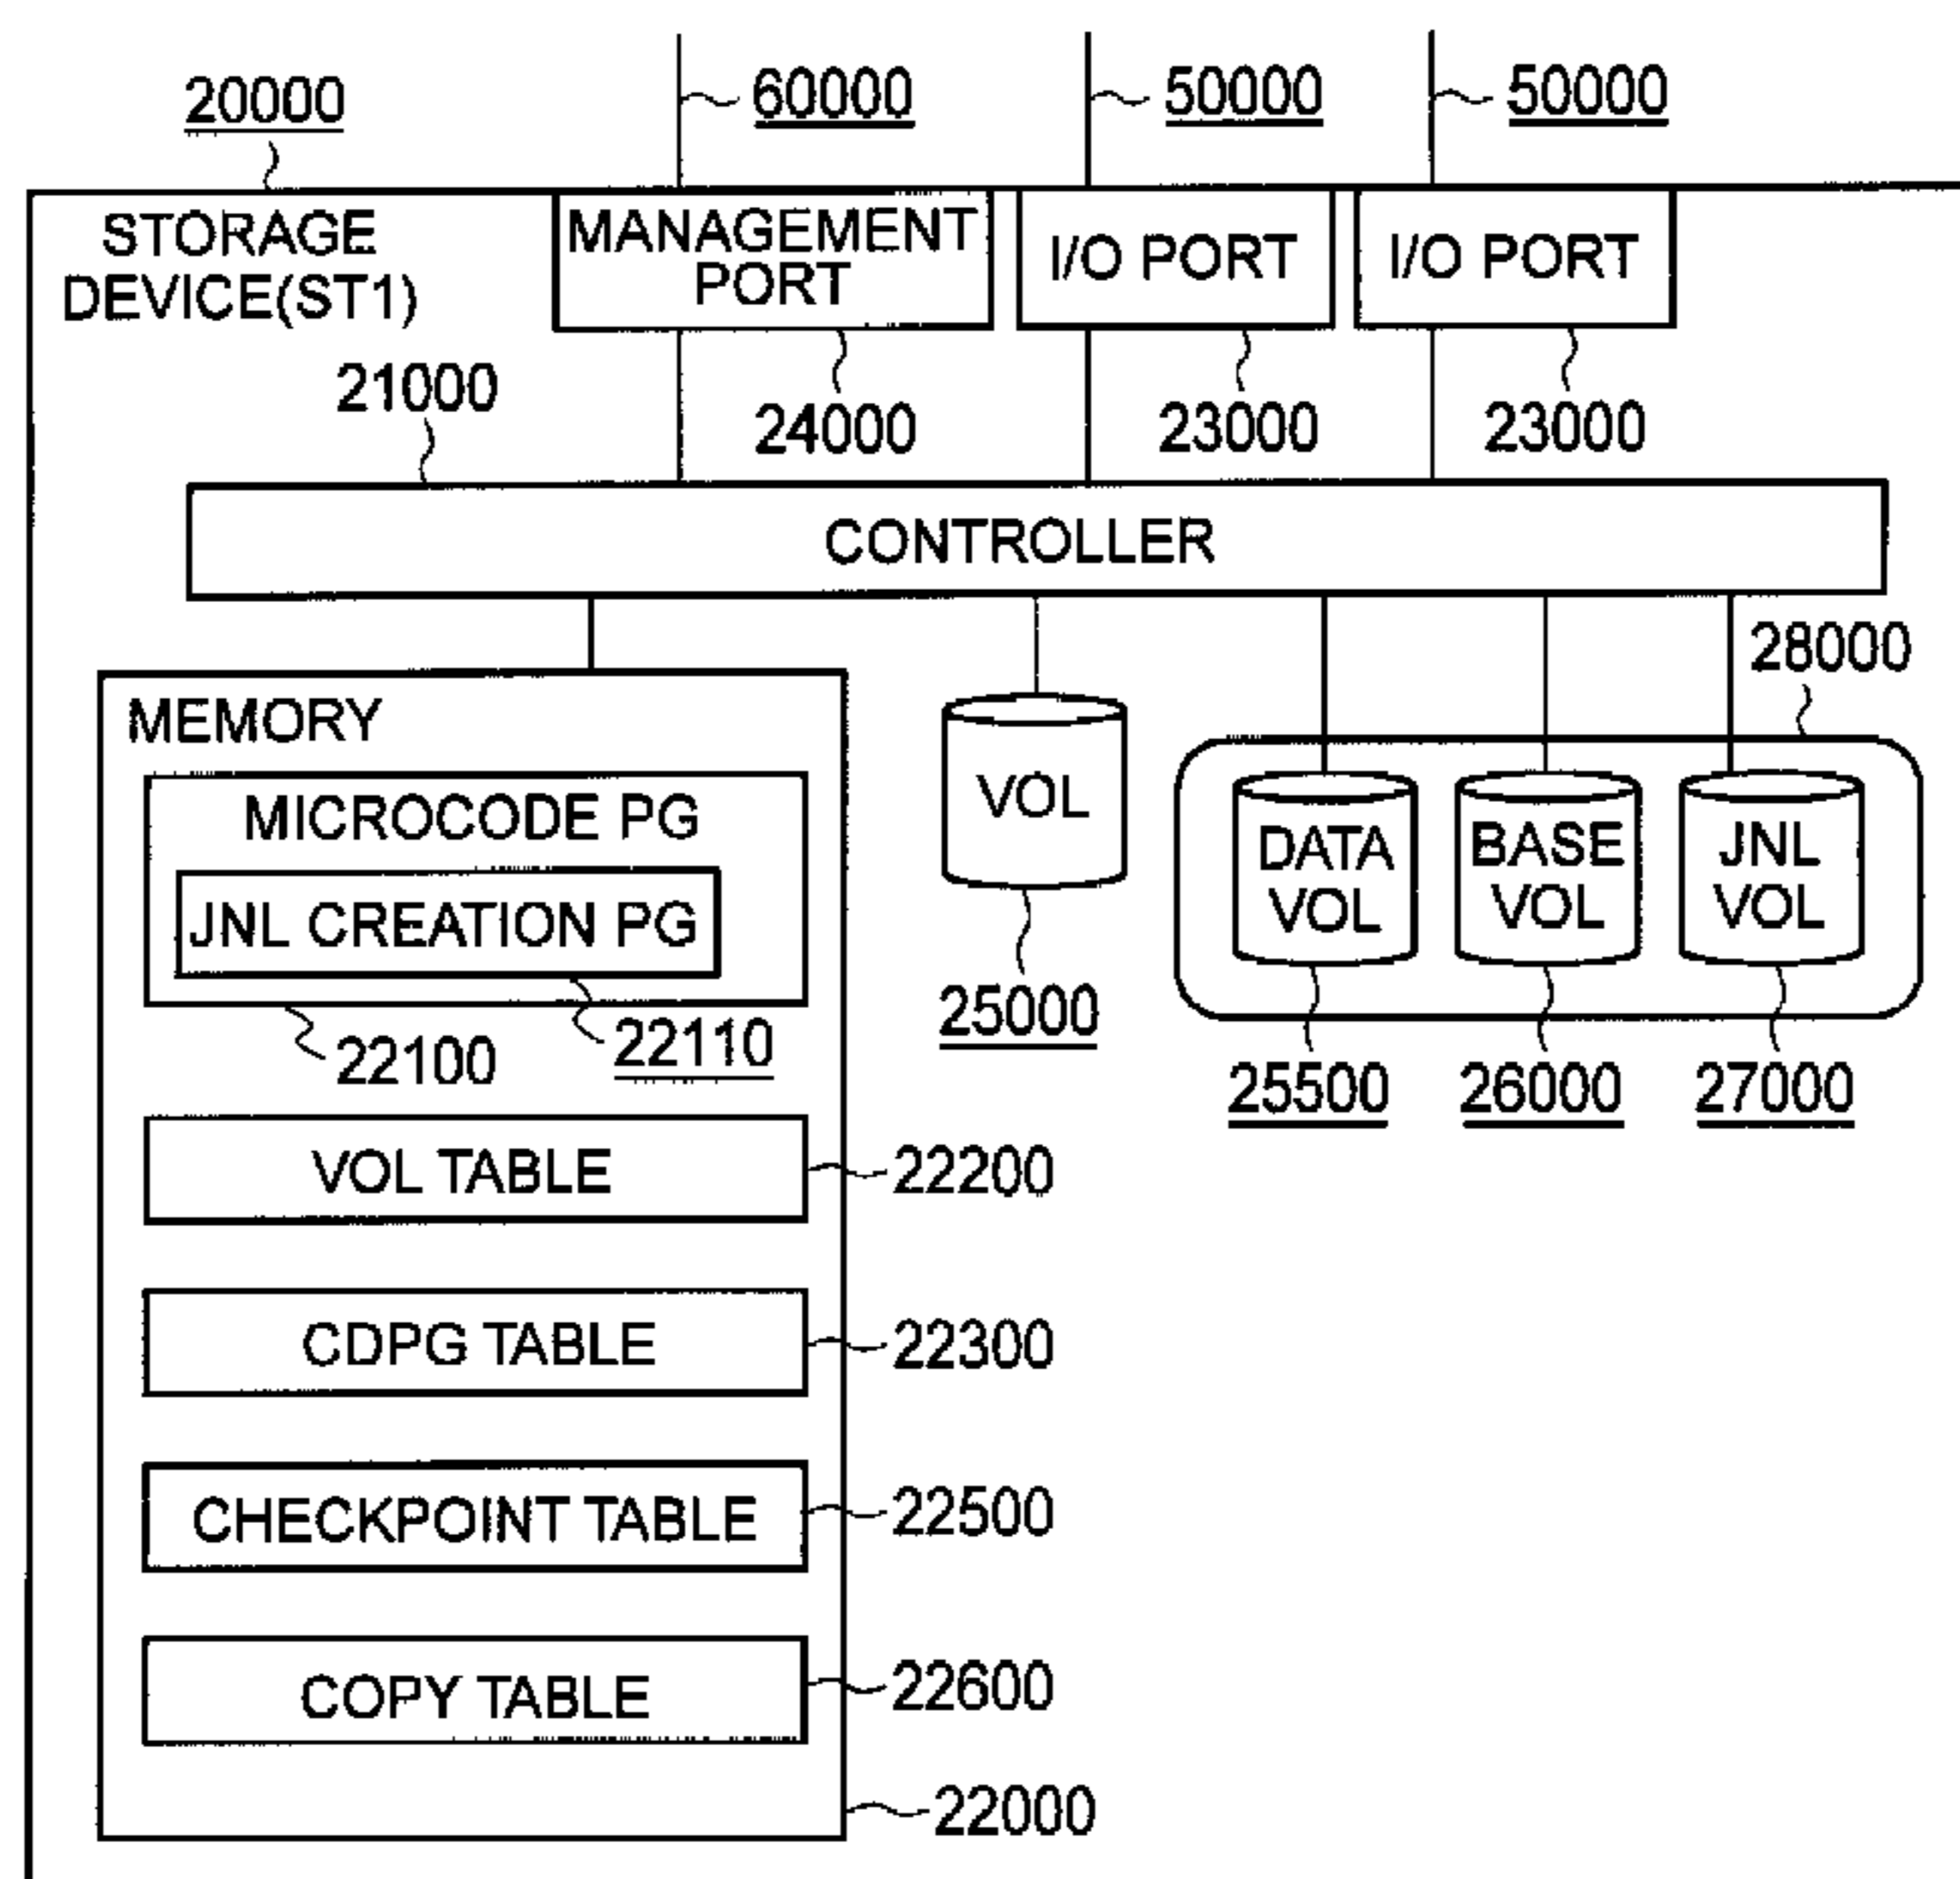 20000
60000
50000
50000
STORAGE
DEVICE(ST1)
MANAGEMENT
PORT
I/O PORT
I/O PORT
21000
24000
23000
23000
CONTROLLER
28000
MEMORY
MICROCODE PG
JNL CREATION PG
22100
22110
VOL
25000
DATA
VOL
BASE
VOL
JNL
VOL
25500
26000
27000
VOL TABLE
22200
CDPG TABLE
22300
CHECKPOINT TABLE
22500
COPY TABLE
22600
22000